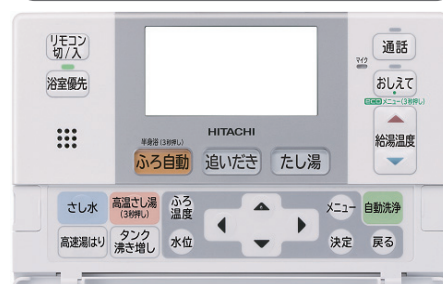 リモコン
切/入
通話
マイク
浴室優先
おしえて
ECOメニュー(3秒押し)
HITACHI
給湯温度
半身浴(3秒押し)
ふろ自動
追いだき
たし湯
さし水
高温さし湯
(3秒押し)
ふろ
温度
メニュー
自動洗浄
高速湯はり
タンク
沸き増し
水位
決定
戻る